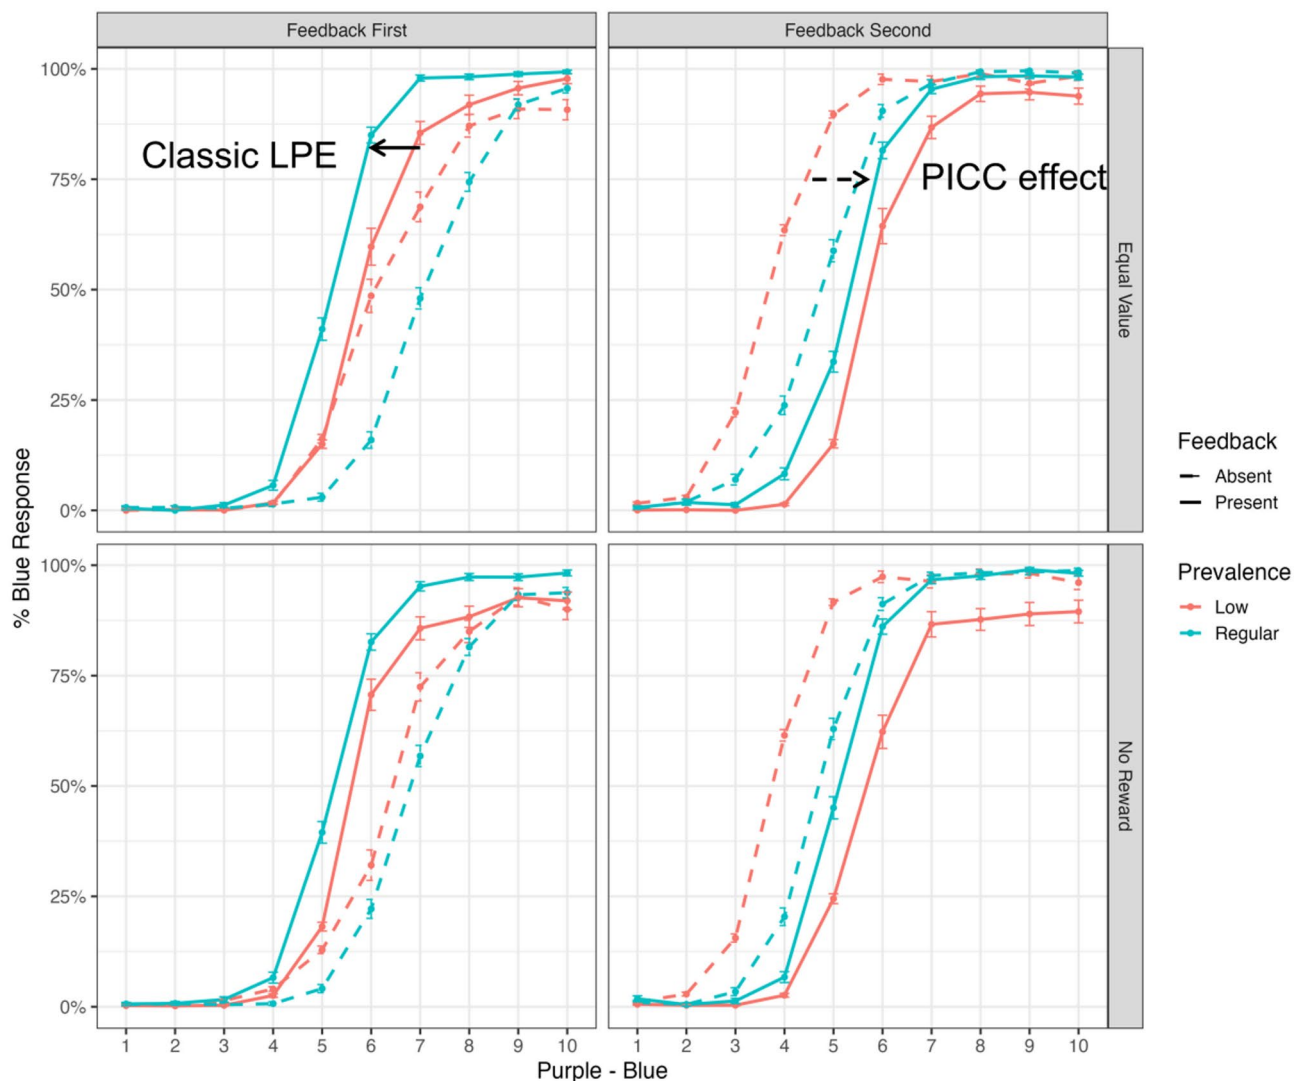 Feedback First
Feedback Second
100%
75%
50%
25%
0%
Classic LPE
PICC effect
Equal Value
100%
75%
50%
25%
0%
No Reward
% Blue Response
1 2 3 4 5 6 7 8 9 10
1 2 3 4 5 6 7 8 9 10
Purple - Blue
Feedback
Absent
Present
Prevalence
Low
Regular